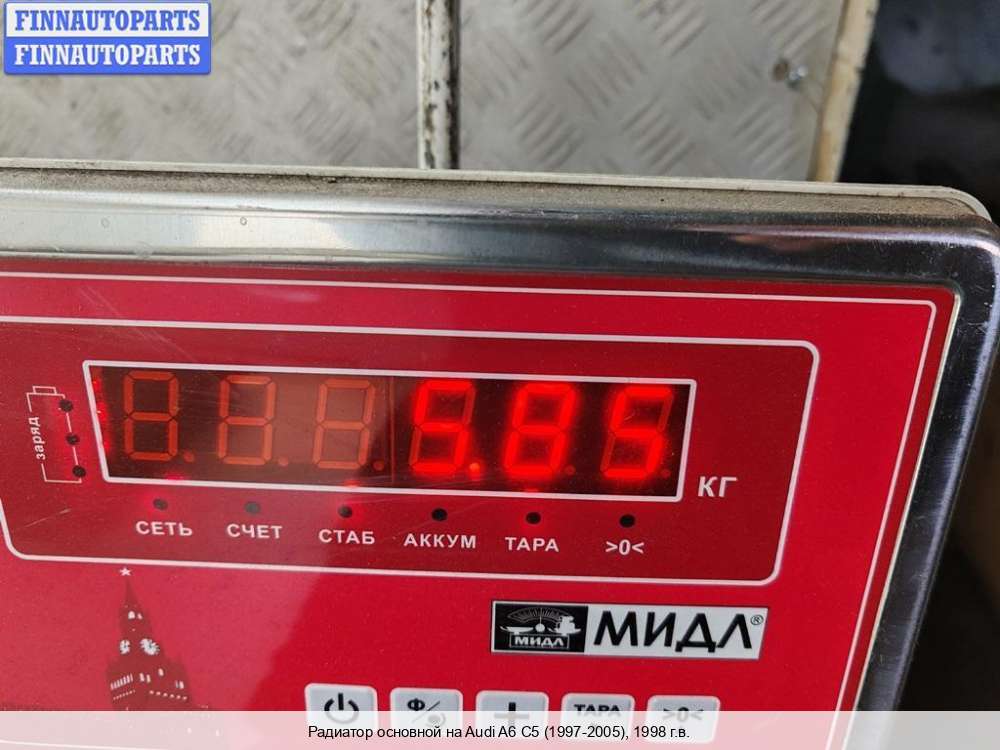 FINNAUTOPARTS
FINNAUTOPARTS
заряд
5.85
КГ
СЕТЬ СЧЕТ СТАБ АККУМ ТАРА >0<
МИДЛ МИДЛ®
Ф/ + ТАРА >0<
Радиатор основной на Audi A6 C5 (1997-2005), 1998 г.в.